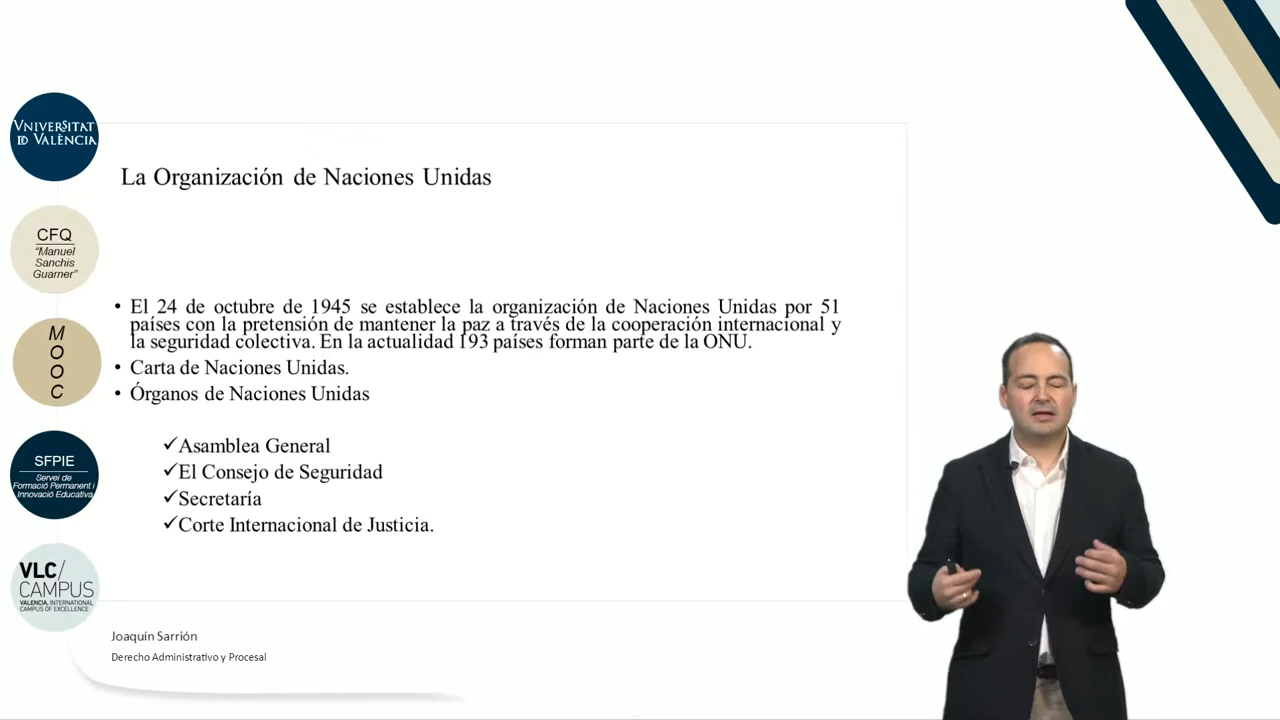 VNIVERSITAT
ID VALÈNCIA
CFQ
“Manuel
Sanchis
Guarner”
M
O
O
C
SFPIE
Servei de
Formació Permanent i
Innovació Educativa
VLC/
CAMPUS
VALENCIA, INTERNATIONAL
CAMPUS OF EXCELLENCE
La Organización de Naciones Unidas
• El 24 de octubre de 1945 se establece la organización de Naciones Unidas por 51
países con la pretensión de mantener la paz a través de la cooperación internacional y
la seguridad colectiva. En la actualidad 193 países forman parte de la ONU.
• Carta de Naciones Unidas.
• Órganos de Naciones Unidas
✓Asamblea General
✓El Consejo de Seguridad
✓Secretaría
✓Corte Internacional de Justicia.
Joaquín Sarrión
Derecho Administrativo y Procesal